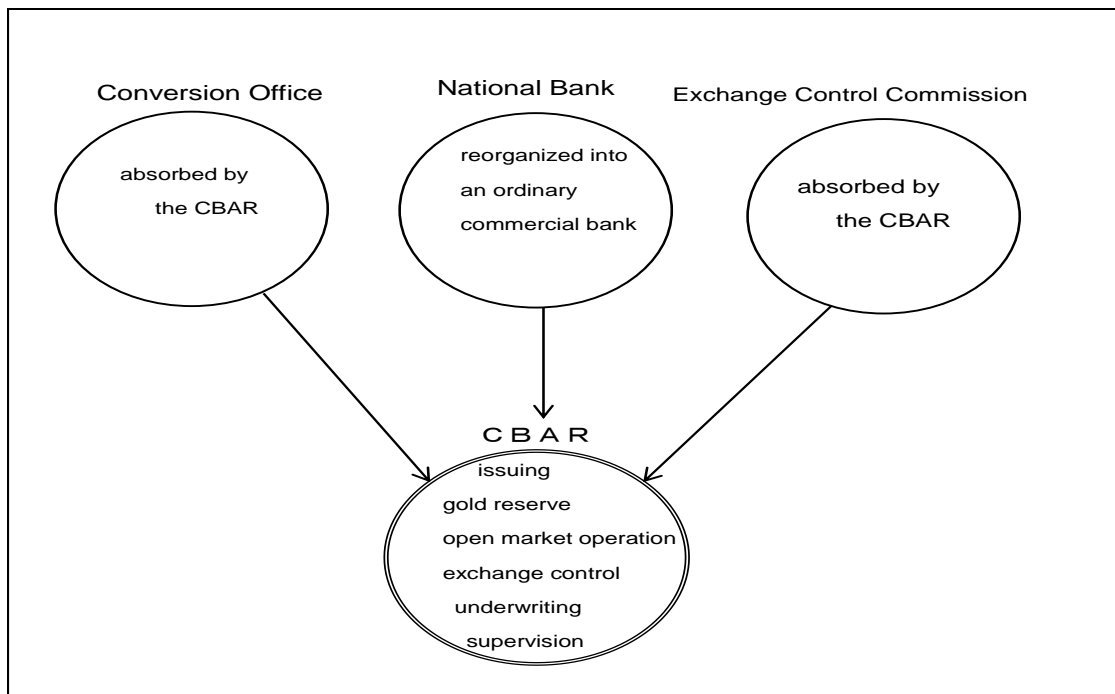 Conversion Office
absorbed by
the CBAR
National Bank
reorganized into
an ordinary
commercial bank
Exchange Control Commission
absorbed by
the CBAR
C B A R
issuing
gold reserve
open market operation
exchange control
underwriting
supervision